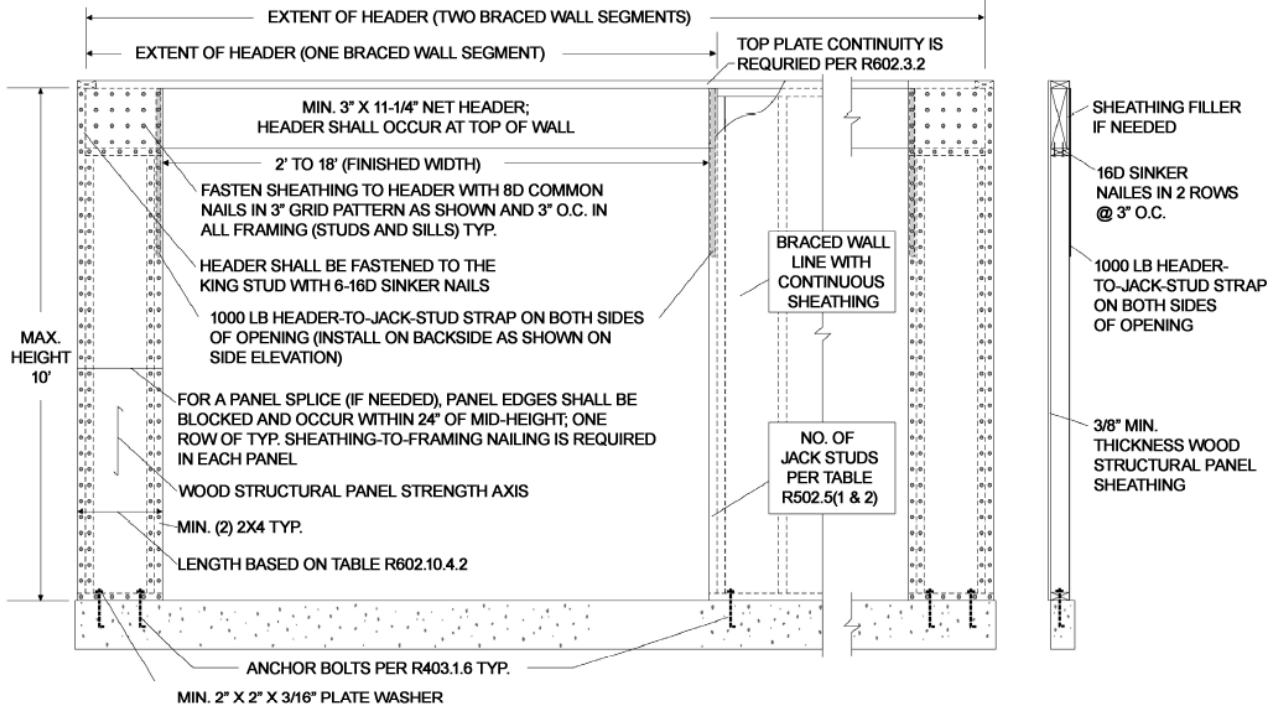 EXTENT OF HEADER (TWO BRACED WALL SEGMENTS)
EXTENT OF HEADER (ONE BRACED WALL SEGMENT)
TOP PLATE CONTINUITY IS
REQURIED PER R602.3.2
MIN. 3" X 11-1/4" NET HEADER;
HEADER SHALL OCCUR AT TOP OF WALL
2' TO 18' (FINISHED WIDTH)
FASTEN SHEATHING TO HEADER WITH 8D COMMON
NAILS IN 3" GRID PATTERN AS SHOWN AND 3" O.C. IN
ALL FRAMING (STUDS AND SILLS) TYP.
HEADER SHALL BE FASTENED TO THE
KING STUD WITH 6-16D SINKER NAILS
1000 LB HEADER-TO-JACK-STUD STRAP ON BOTH SIDES
OF OPENING (INSTALL ON BACKSIDE AS SHOWN ON
SIDE ELEVATION)
MAX.
HEIGHT
10'
FOR A PANEL SPLICE (IF NEEDED), PANEL EDGES SHALL BE
BLOCKED AND OCCUR WITHIN 24" OF MID-HEIGHT; ONE
ROW OF TYP. SHEATHING-TO-FRAMING NAILING IS REQUIRED
IN EACH PANEL
WOOD STRUCTURAL PANEL STRENGTH AXIS
MIN. (2) 2X4 TYP.
LENGTH BASED ON TABLE R602.10.4.2
ANCHOR BOLTS PER R403.1.6 TYP.
MIN. 2" X 2" X 3/16" PLATE WASHER
BRACED WALL
LINE WITH
CONTINUOUS
SHEATHING
NO. OF
JACK STUDS
PER TABLE
R502.5(1 & 2)
SHEATHING FILLER
IF NEEDED
16D SINKER
NAILES IN 2 ROWS
@ 3" O.C.
1000 LB HEADER-
TO-JACK-STUD STRAP
ON BOTH SIDES
OF OPENING
3/8" MIN.
THICKNESS WOOD
STRUCTURAL PANEL
SHEATHING